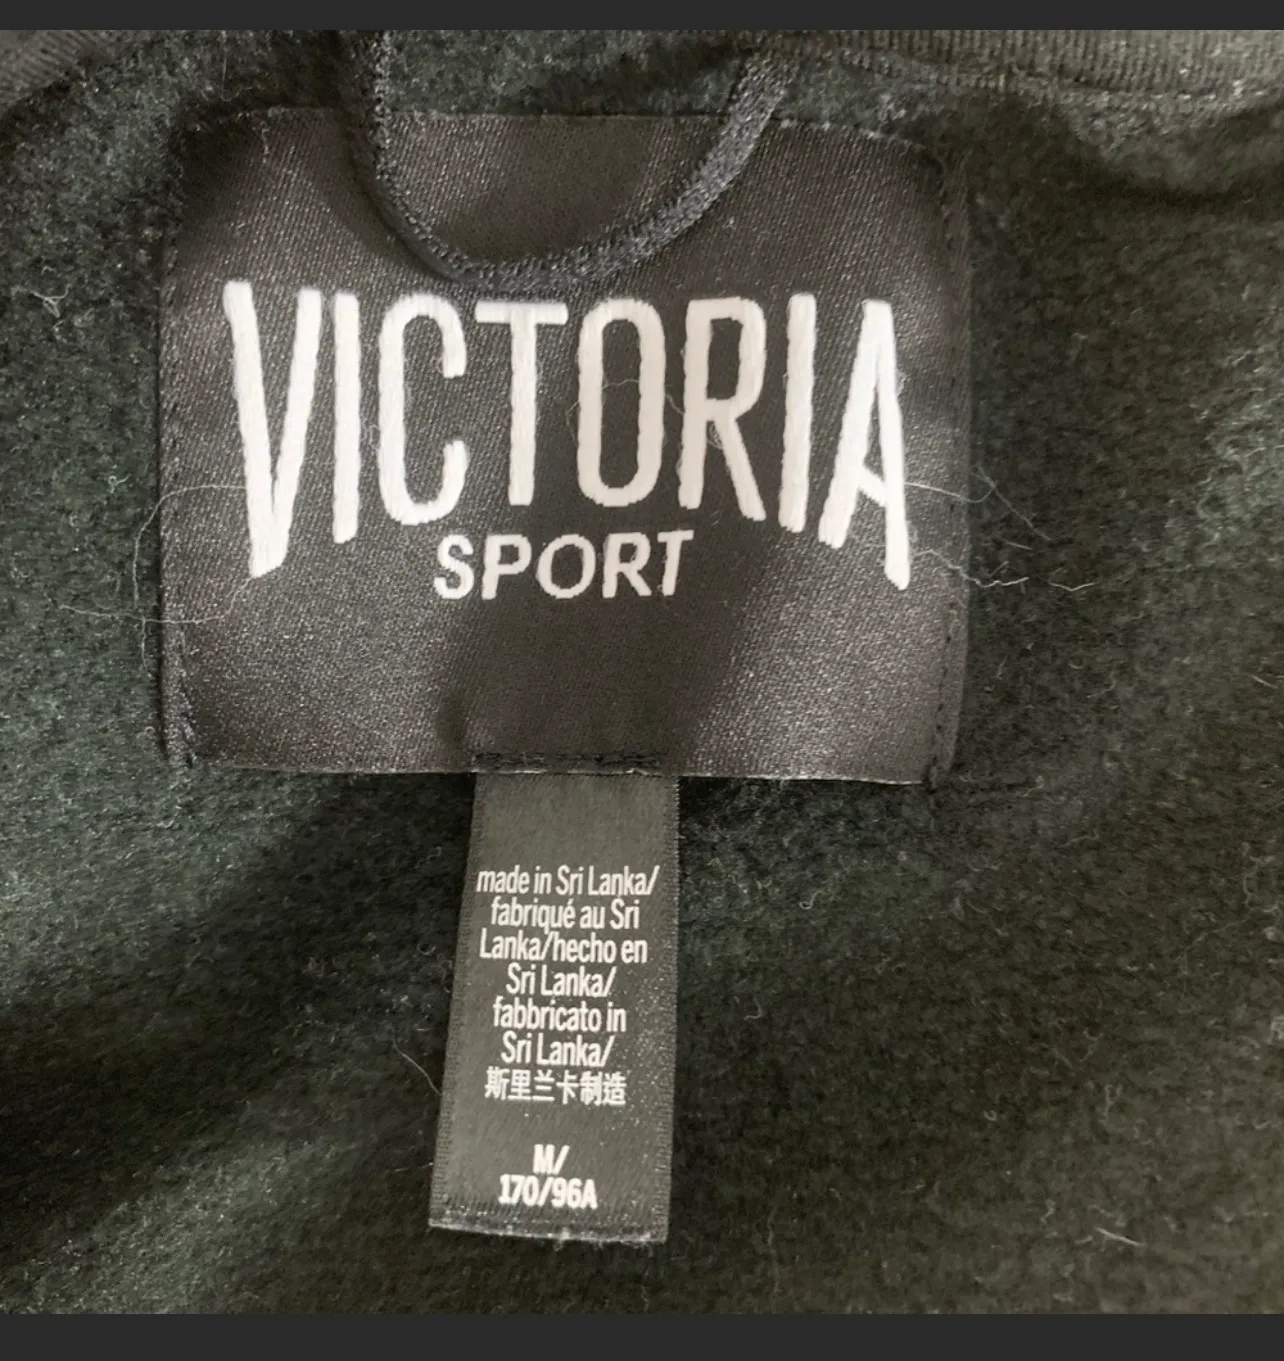 VICTORIA
SPORT
made in Sri Lanka/
fabriqué au Sri
Lanka/hecho en
Sri Lanka/
fabbricato in
Sri Lanka/
斯里兰卡制造
M/
170/96A